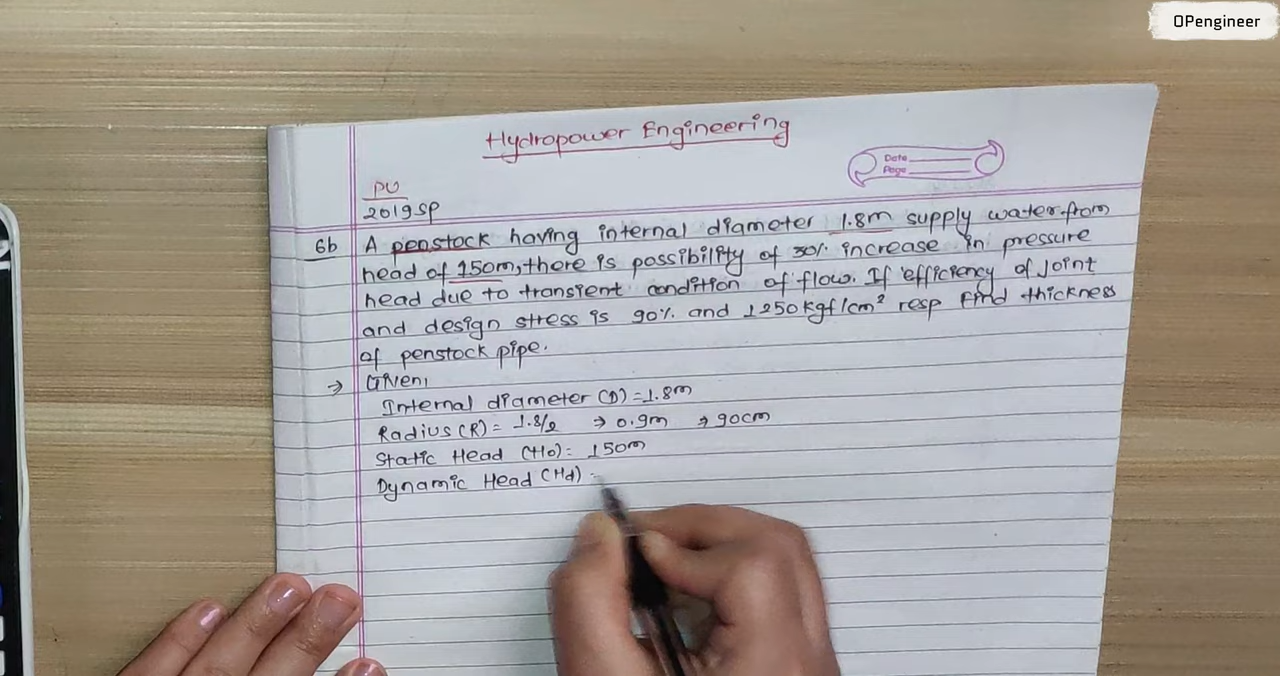 OPengineer
Hydropower Engineering
Date
Page
PU
2019 SP
6b A penstock having internal diameter 1.8m supply water from
head of 150m, there is possibility of 30% increase in pressure
head due to transient condition of flow. If efficiency of joint
and design stress is 90% and 1250 kgf/cm² resp find thickness
of penstock pipe.
→ Given,
Internal diameter (D) = 1.8m
Radius (R) = 1.8/2 → 0.9m → 90cm
Static Head (Ho) = 150m
Dynamic Head (Hd) =